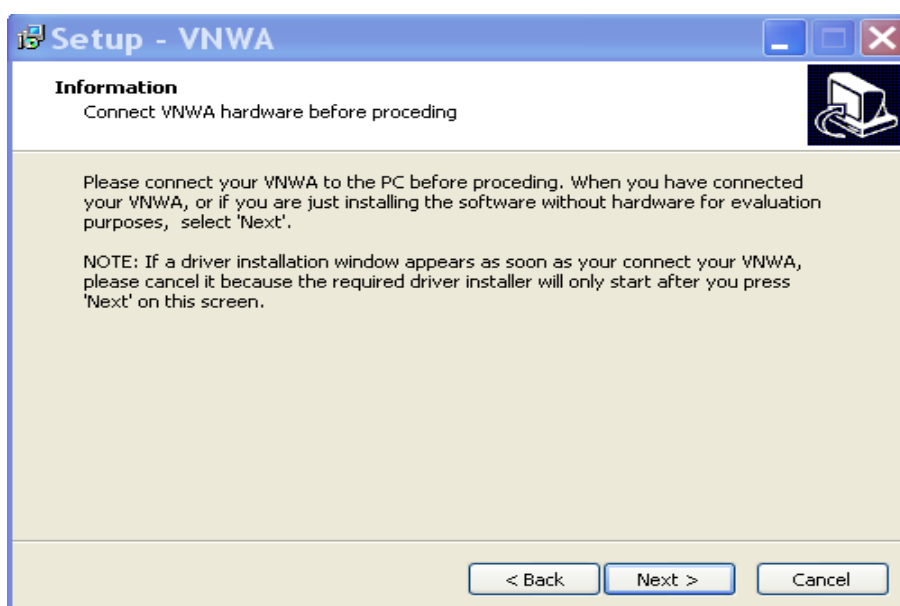 Setup - VNWA
Information
Connect VNWA hardware before proceding
Please connect your VNWA to the PC before proceding. When you have connected
your VNWA, or if you are just installing the software without hardware for evaluation
purposes,  select 'Next'.
NOTE: If a driver installation window appears as soon as your connect your VNWA,
please cancel it because the required driver installer will only start after you press
'Next' on this screen.
< Back
Next >
Cancel